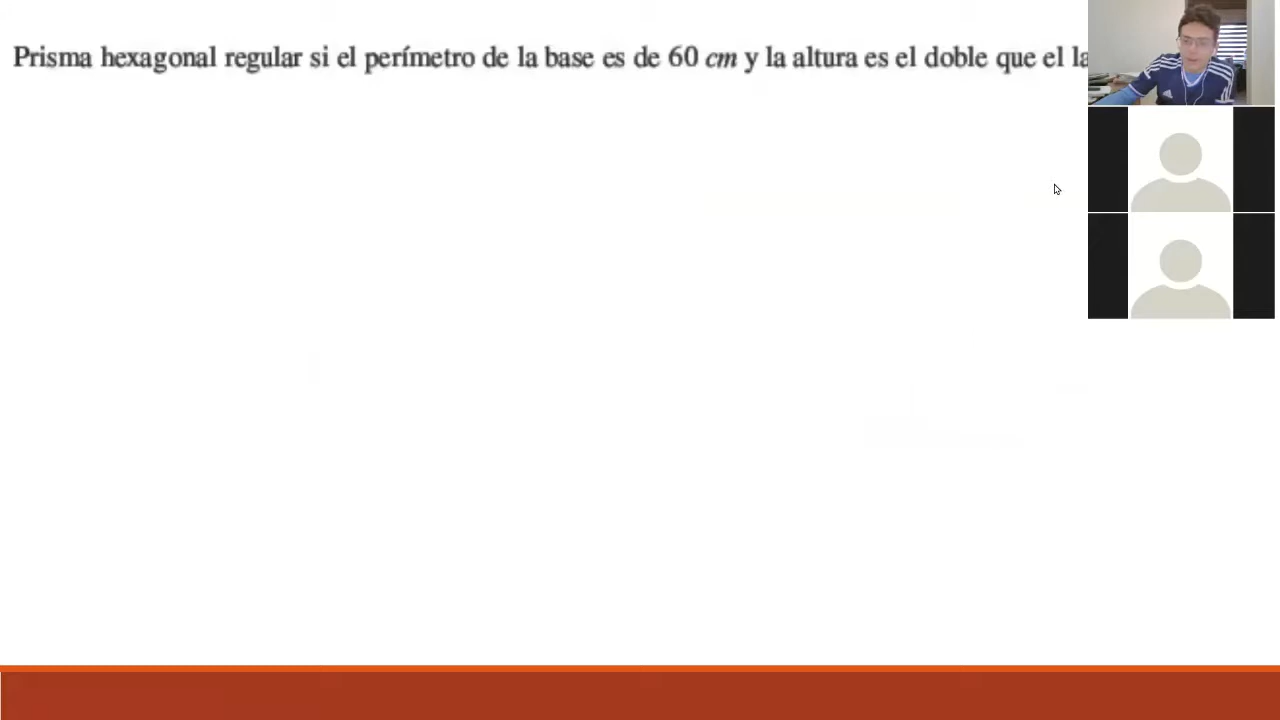 Prisma hexagonal regular si el perímetro de la base es de 60 cm y la altura es el doble que el